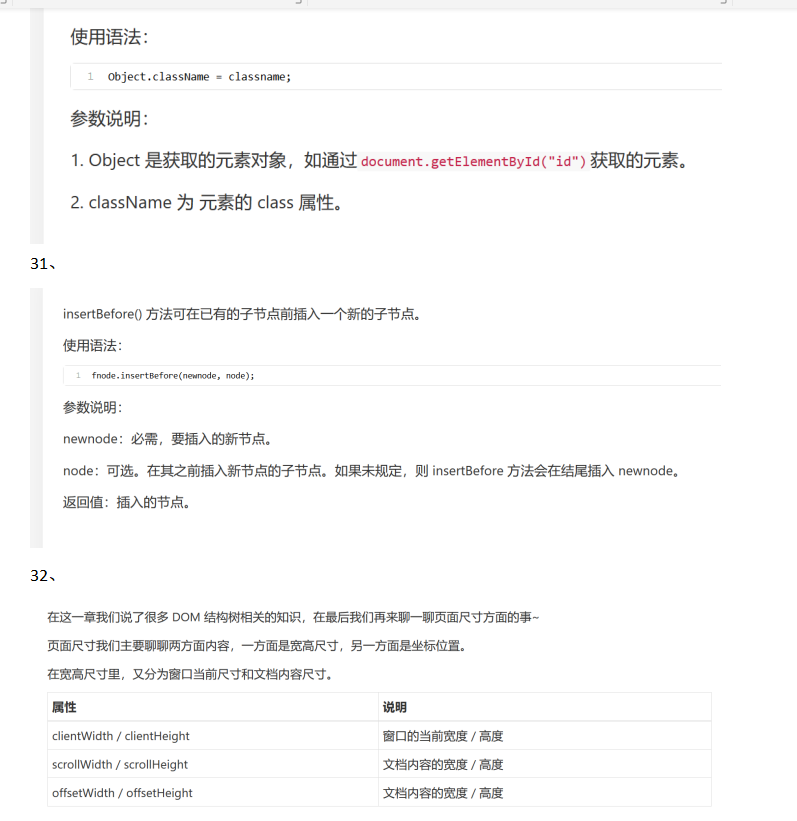 使用语法：
1 Object.className = classname;
参数说明：
1. Object 是获取的元素对象，如通过 document.getElementById("id") 获取的元素。
2. className 为 元素的 class 属性。
31、
insertBefore() 方法可在已有的子节点前插入一个新的子节点。
使用语法：
1 fnode.insertBefore(newnode, node);
参数说明：
newnode：必需，要插入的新节点。
node：可选。在其之前插入新节点的子节点。如果未规定，则 insertBefore 方法会在结尾插入 newnode。
返回值：插入的节点。
32、
在这一章我们说了很多 DOM 结构树相关的知识，在最后我们再来聊一聊页面尺寸方面的事~
页面尺寸我们主要聊聊两方面内容，一方面是宽高尺寸，另一方面是坐标位置。
在宽高尺寸里，又分为窗口当前尺寸和文档内容尺寸。
属性 说明
clientWidth / clientHeight 窗口的当前宽度 / 高度
scrollWidth / scrollHeight 文档内容的宽度 / 高度
offsetWidth / offsetHeight 文档内容的宽度 / 高度